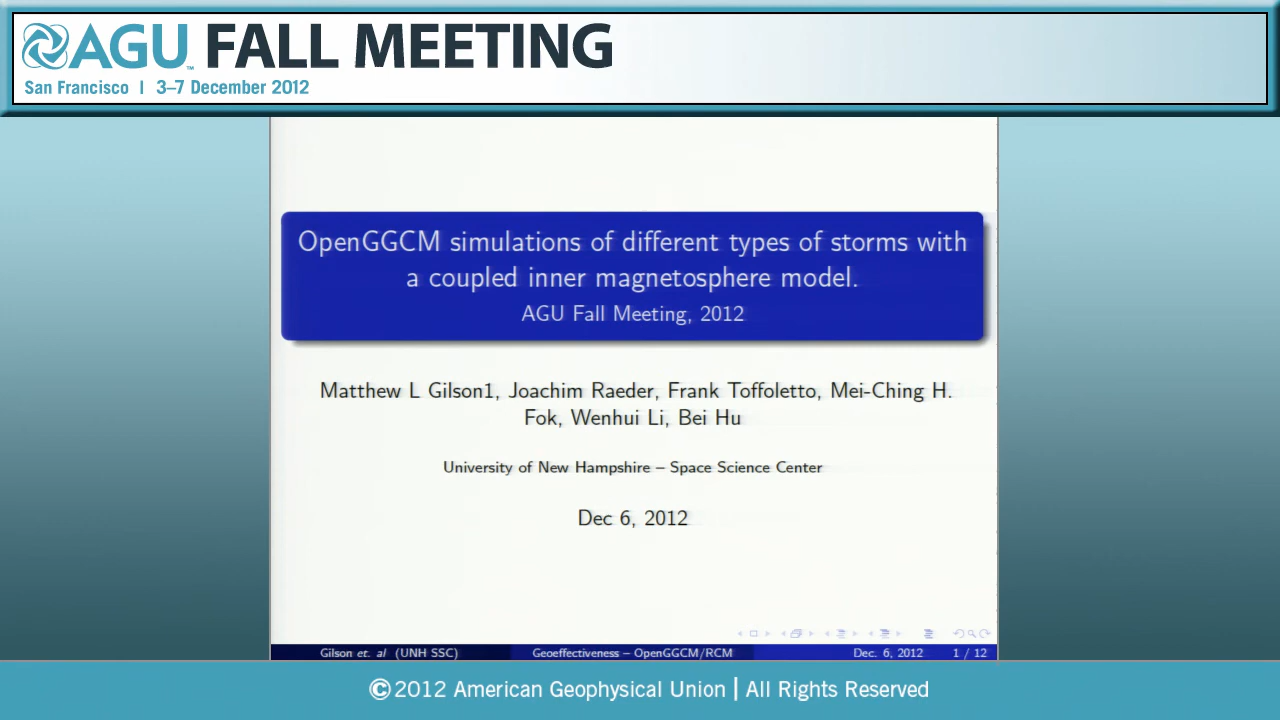 AGU FALL MEETING
San Francisco | 3–7 December 2012
OpenGGCM simulations of different types of storms with
a coupled inner magnetosphere model.
AGU Fall Meeting, 2012
Matthew L Gilson1, Joachim Raeder, Frank Toffoletto, Mei-Ching H.
Fok, Wenhui Li, Bei Hu
University of New Hampshire – Space Science Center
Dec 6, 2012
Gilson et. al (UNH SSC) Geoeffectiveness – OpenGGCM/RCM Dec. 6, 2012 1 / 12
©2012 American Geophysical Union | All Rights Reserved